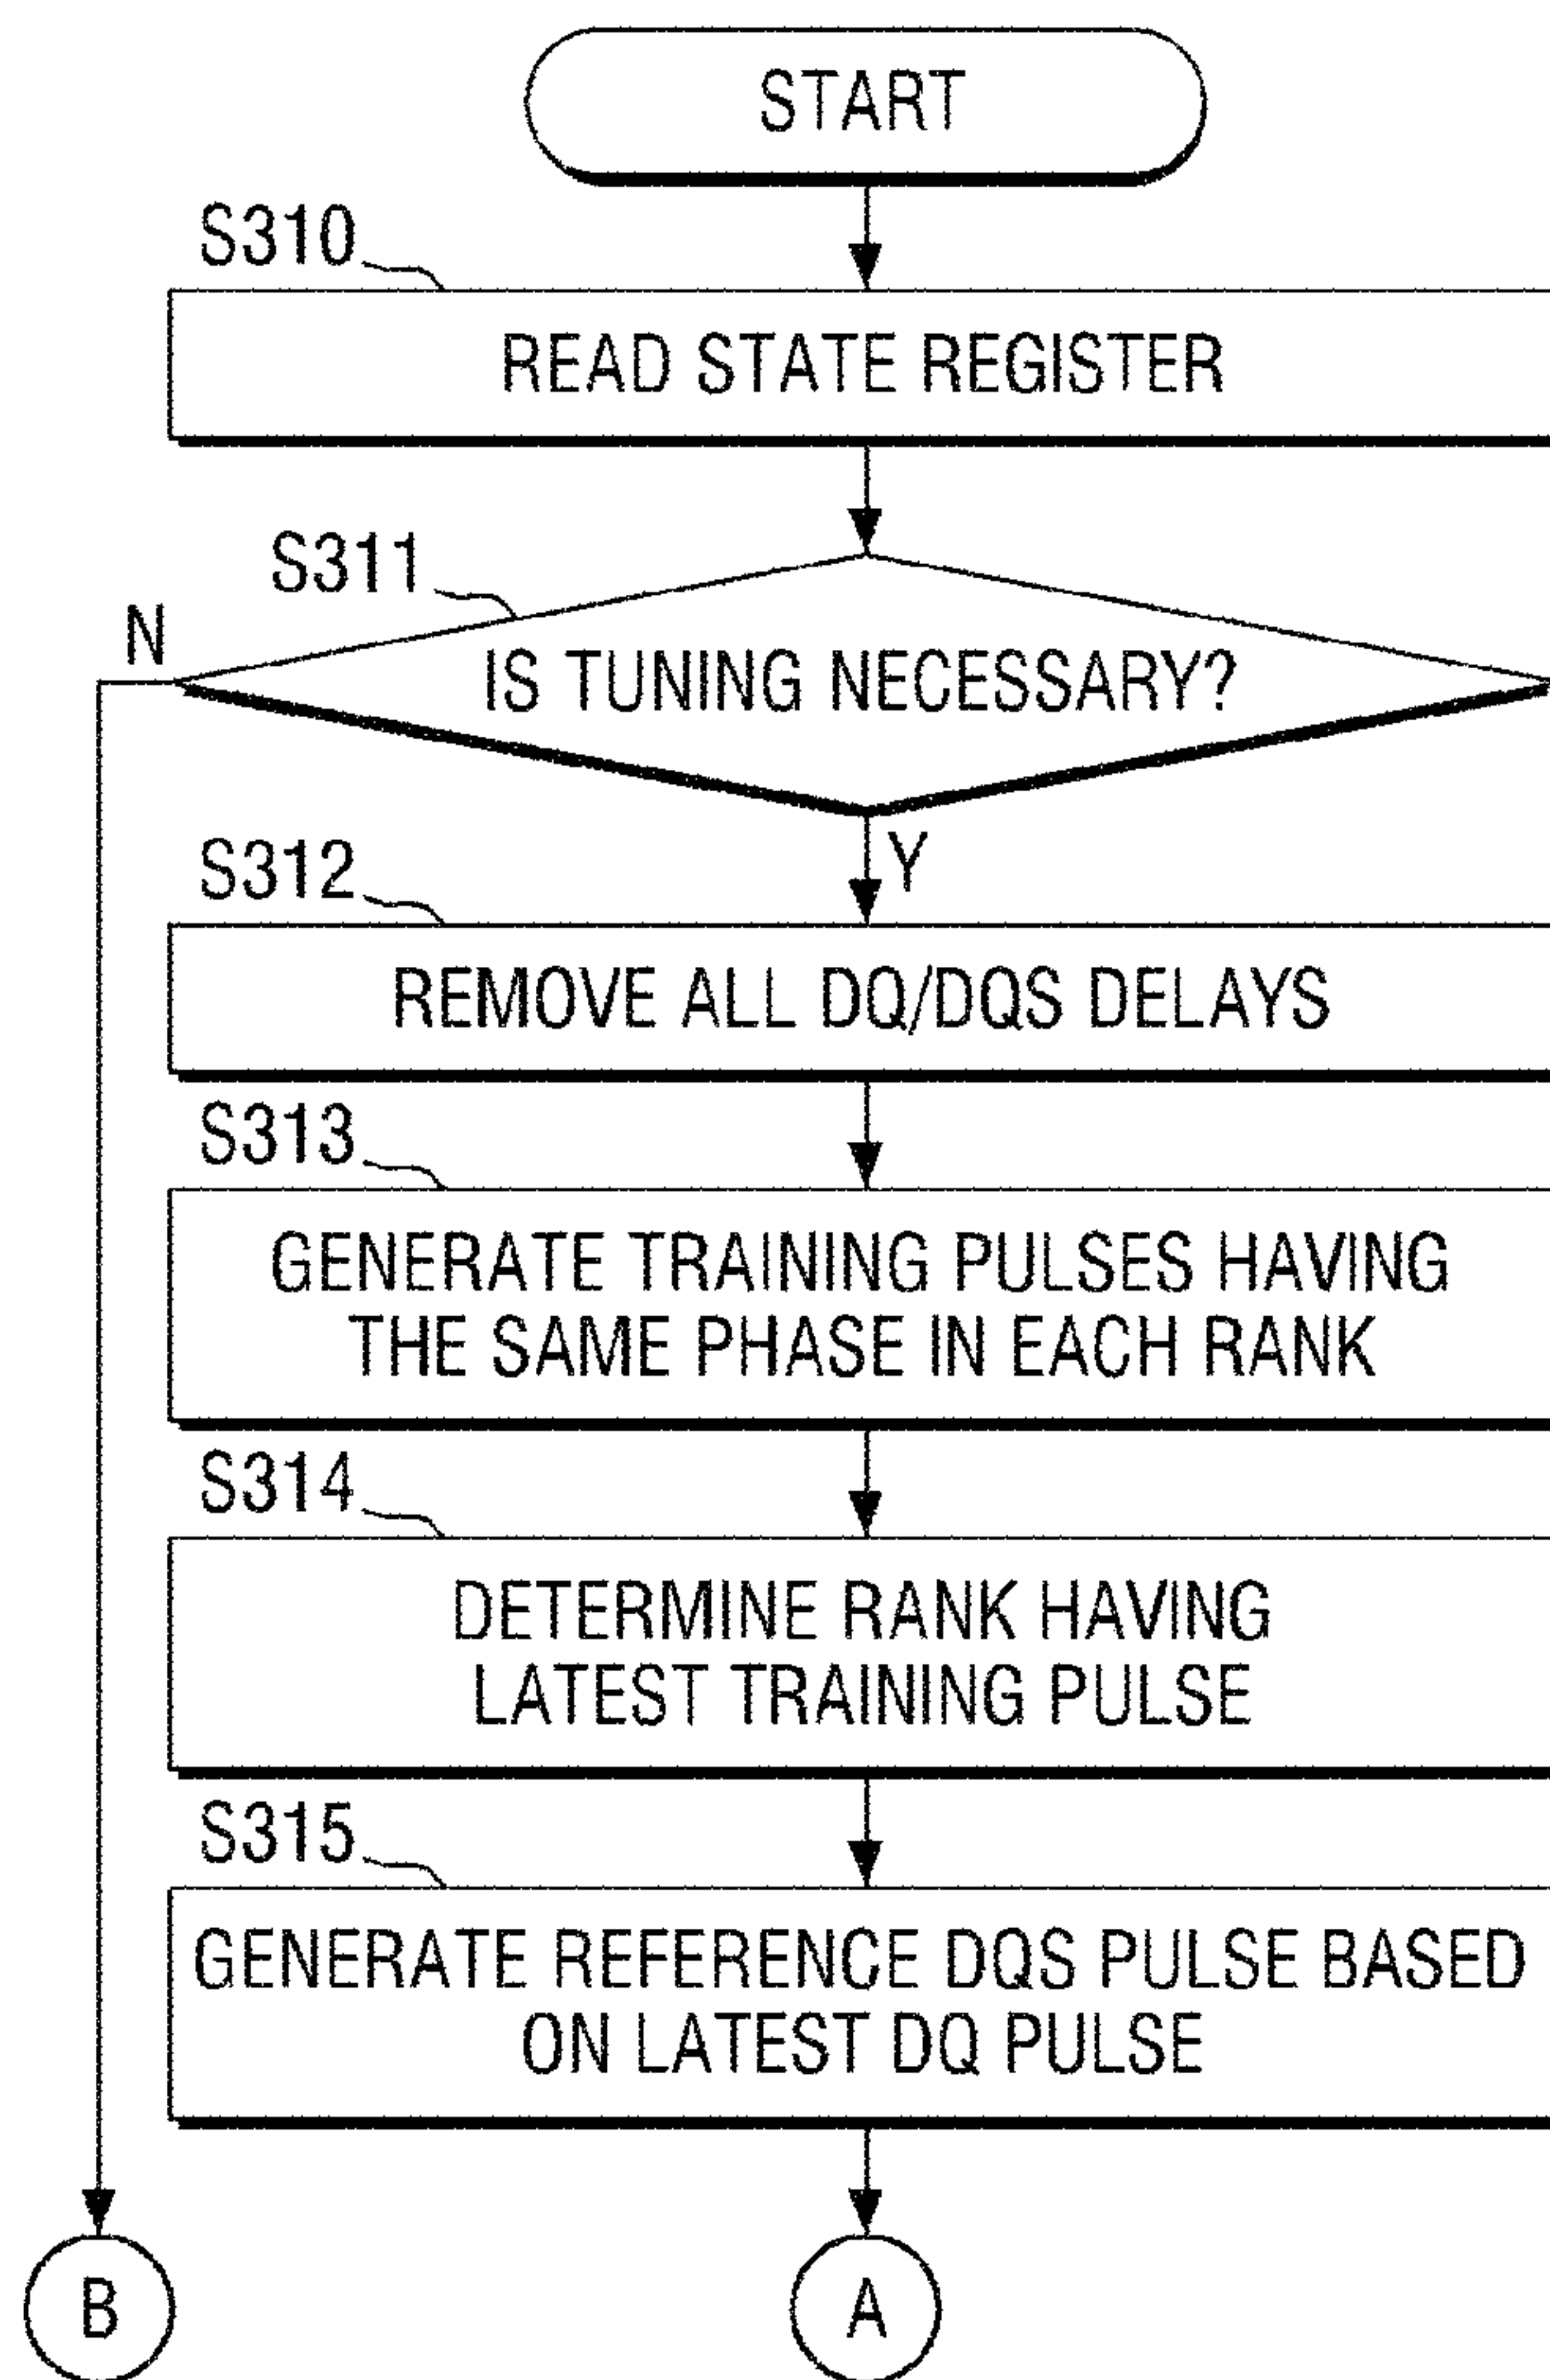 START
S310
READ STATE REGISTER
S311
N
IS TUNING NECESSARY?
Y
S312
REMOVE ALL DQ/DQS DELAYS
S313
GENERATE TRAINING PULSES HAVING
THE SAME PHASE IN EACH RANK
S314
DETERMINE RANK HAVING
LATEST TRAINING PULSE
S315
GENERATE REFERENCE DQS PULSE BASED
ON LATEST DQ PULSE
B
A